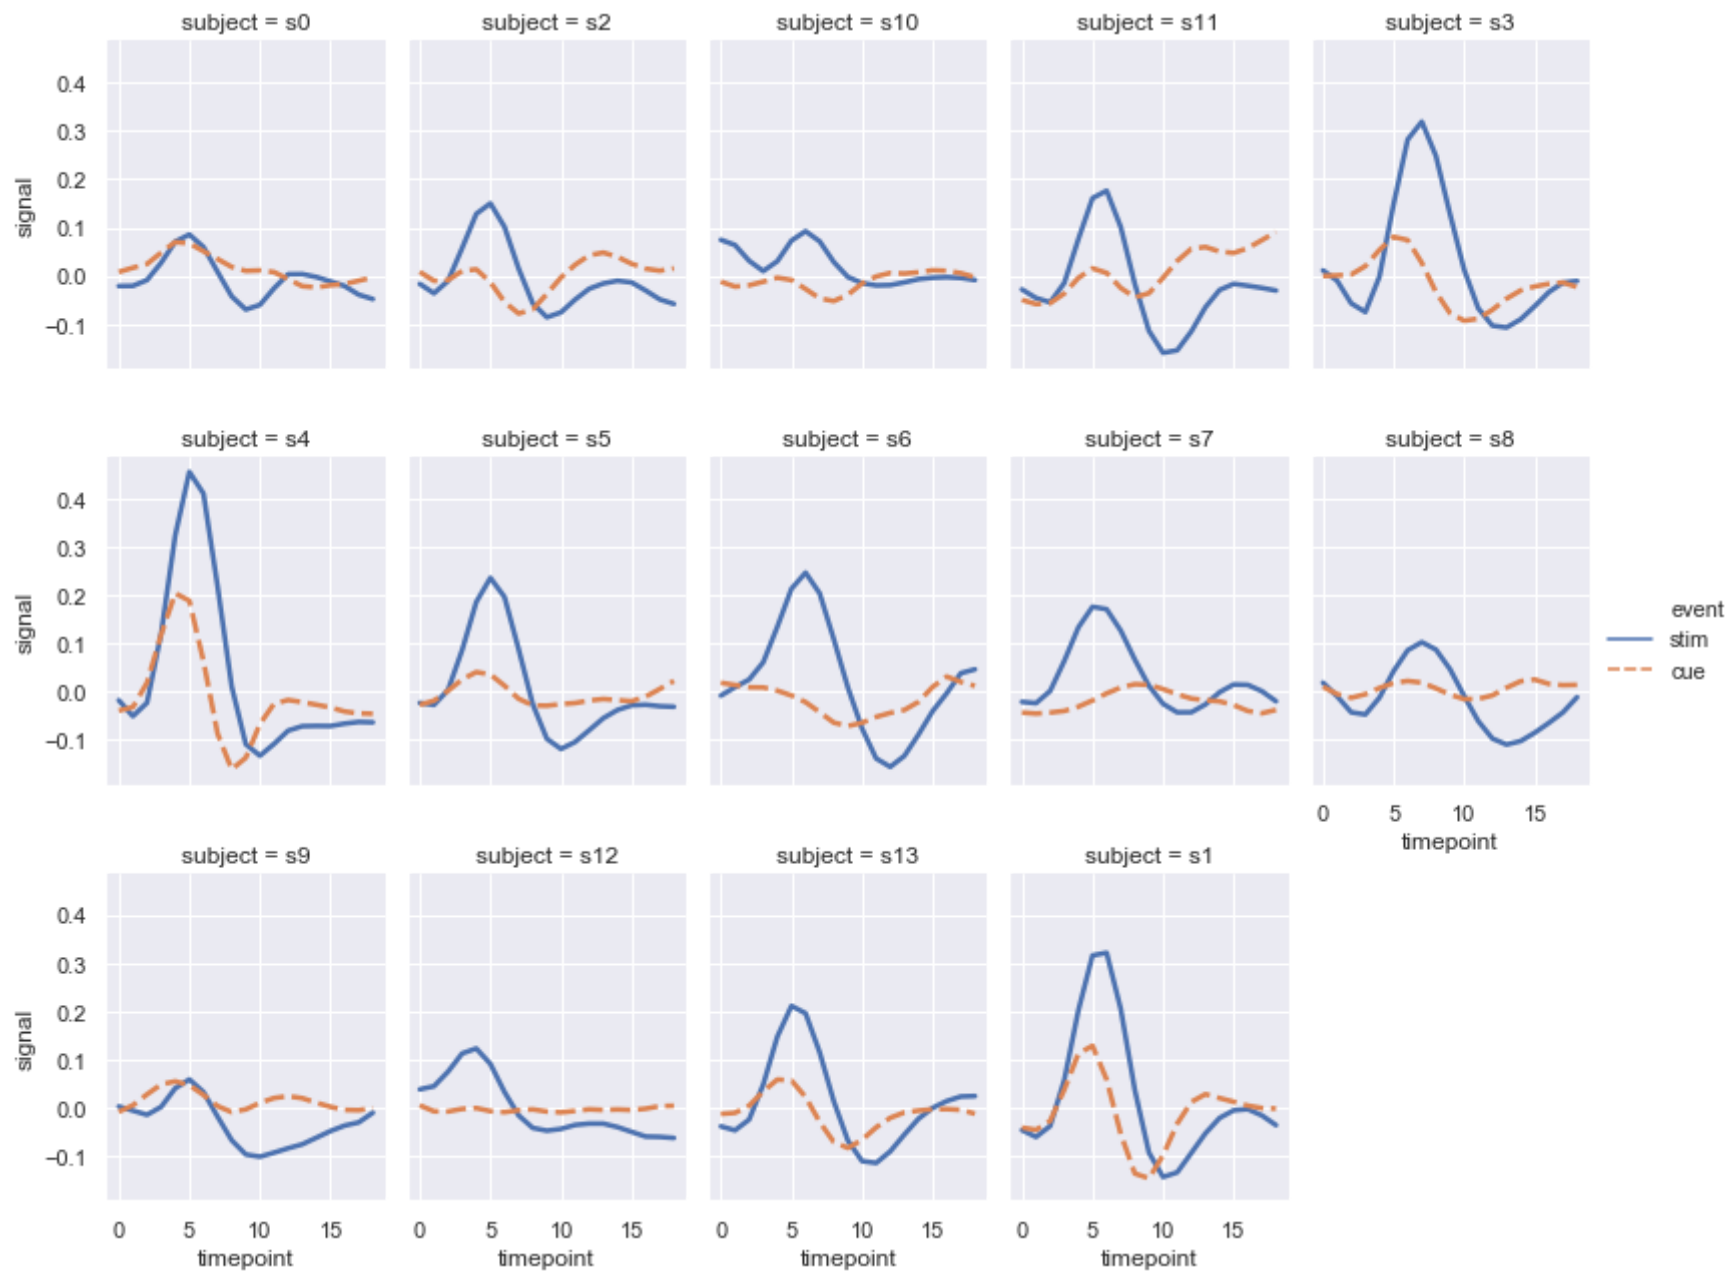 subject = s0
subject = s2
subject = s10
subject = s11
subject = s3
0.4
0.3
0.2
0.1
0.0
−0.1
signal
subject = s4
subject = s5
subject = s6
subject = s7
subject = s8
0.4
0.3
0.2
0.1
0.0
−0.1
signal
0 5 10 15
timepoint
event
stim
cue
subject = s9
subject = s12
subject = s13
subject = s1
0.4
0.3
0.2
0.1
0.0
−0.1
signal
0 5 10 15
timepoint
0 5 10 15
timepoint
0 5 10 15
timepoint
0 5 10 15
timepoint